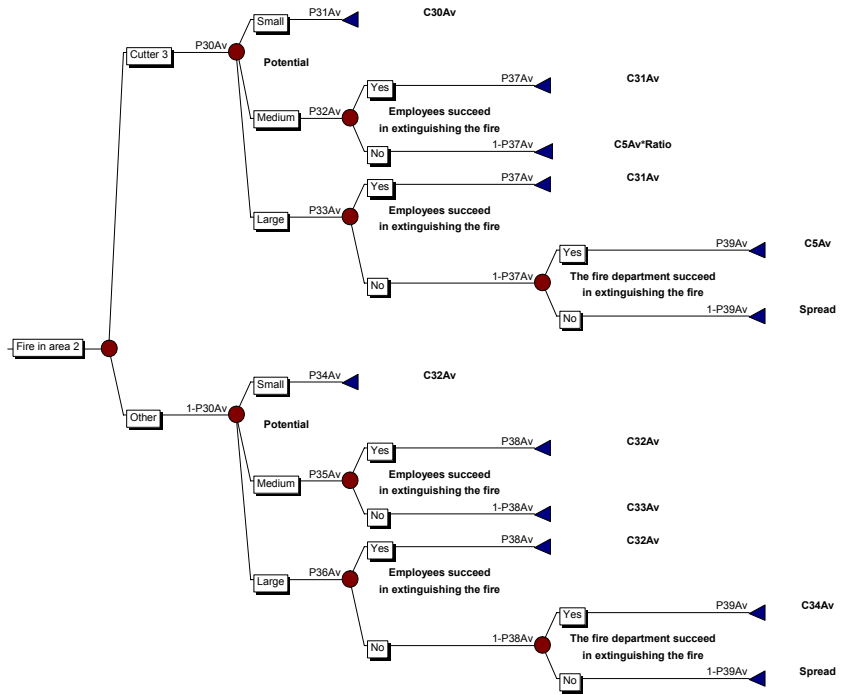 Small P31Av C30Av
Cutter 3 P30Av
Potential
Yes P37Av C31Av
Medium P32Av Employees succeed
in extinguishing the fire
No 1-P37Av C5Av*Ratio
Yes P37Av C31Av
Large P33Av Employees succeed
in extinguishing the fire
Yes P39Av C5Av
No 1-P37Av The fire department succeed
in extinguishing the fire
No 1-P39Av Spread
Fire in area 2
Small P34Av C32Av
Other 1-P30Av
Potential
Yes P38Av C32Av
Medium P35Av Employees succeed
in extinguishing the fire
No 1-P38Av C33Av
Yes P38Av C32Av
Large P36Av Employees succeed
in extinguishing the fire
Yes P39Av C34Av
No 1-P38Av The fire department succeed
in extinguishing the fire
No 1-P39Av Spread